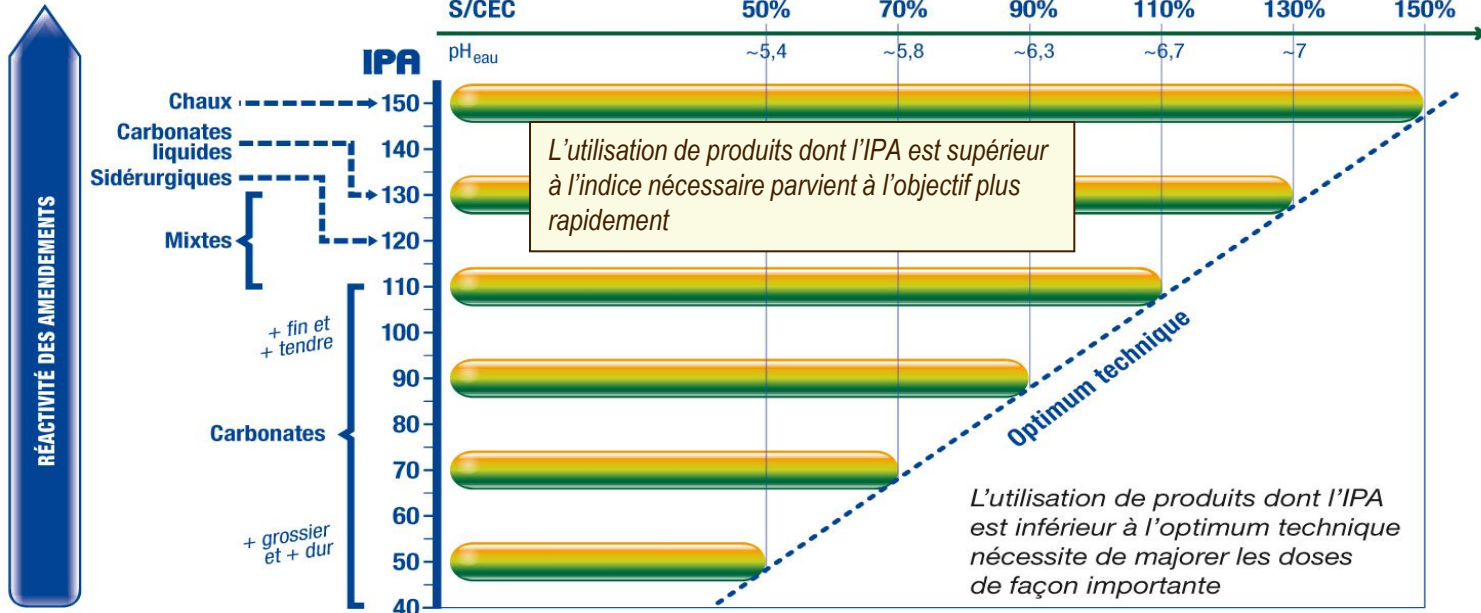 S/CEC 50% 70% 90% 110% 130% 150%
pHeau ~5,4 ~5,8 ~6,3 ~6,7 ~7
IPA
RÉACTIVITÉ DES AMENDEMENTS
Chaux 150
Carbonates
liquides
140
Sidérurgiques
130
Mixtes
120
110
+ fin et
+ tendre
100
90
80
Carbonates
70
60
+ grossier
et + dur
50
40
L'utilisation de produits dont l'IPA est supérieur
à l'indice nécessaire parvient à l'objectif plus
rapidement
Optimum technique
L'utilisation de produits dont l'IPA
est inférieur à l'optimum technique
nécessite de majorer les doses
de façon importante